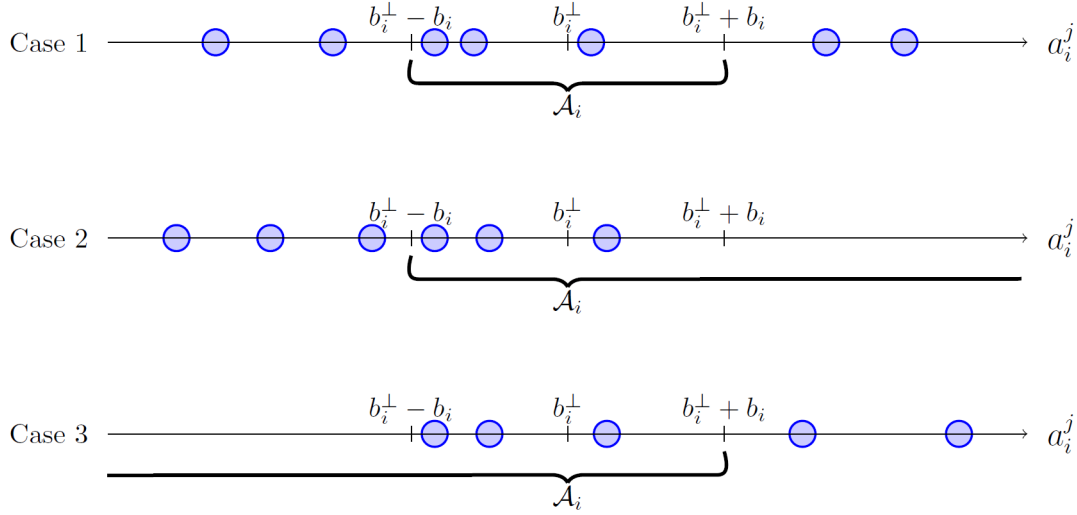 b_i^⊥ − b_i b_i^⊥ b_i^⊥ + b_i
Case 1 a_i^j
𝒜_i
b_i^⊥ − b_i b_i^⊥ b_i^⊥ + b_i
Case 2 a_i^j
𝒜_i
b_i^⊥ − b_i b_i^⊥ b_i^⊥ + b_i
Case 3 a_i^j
𝒜_i